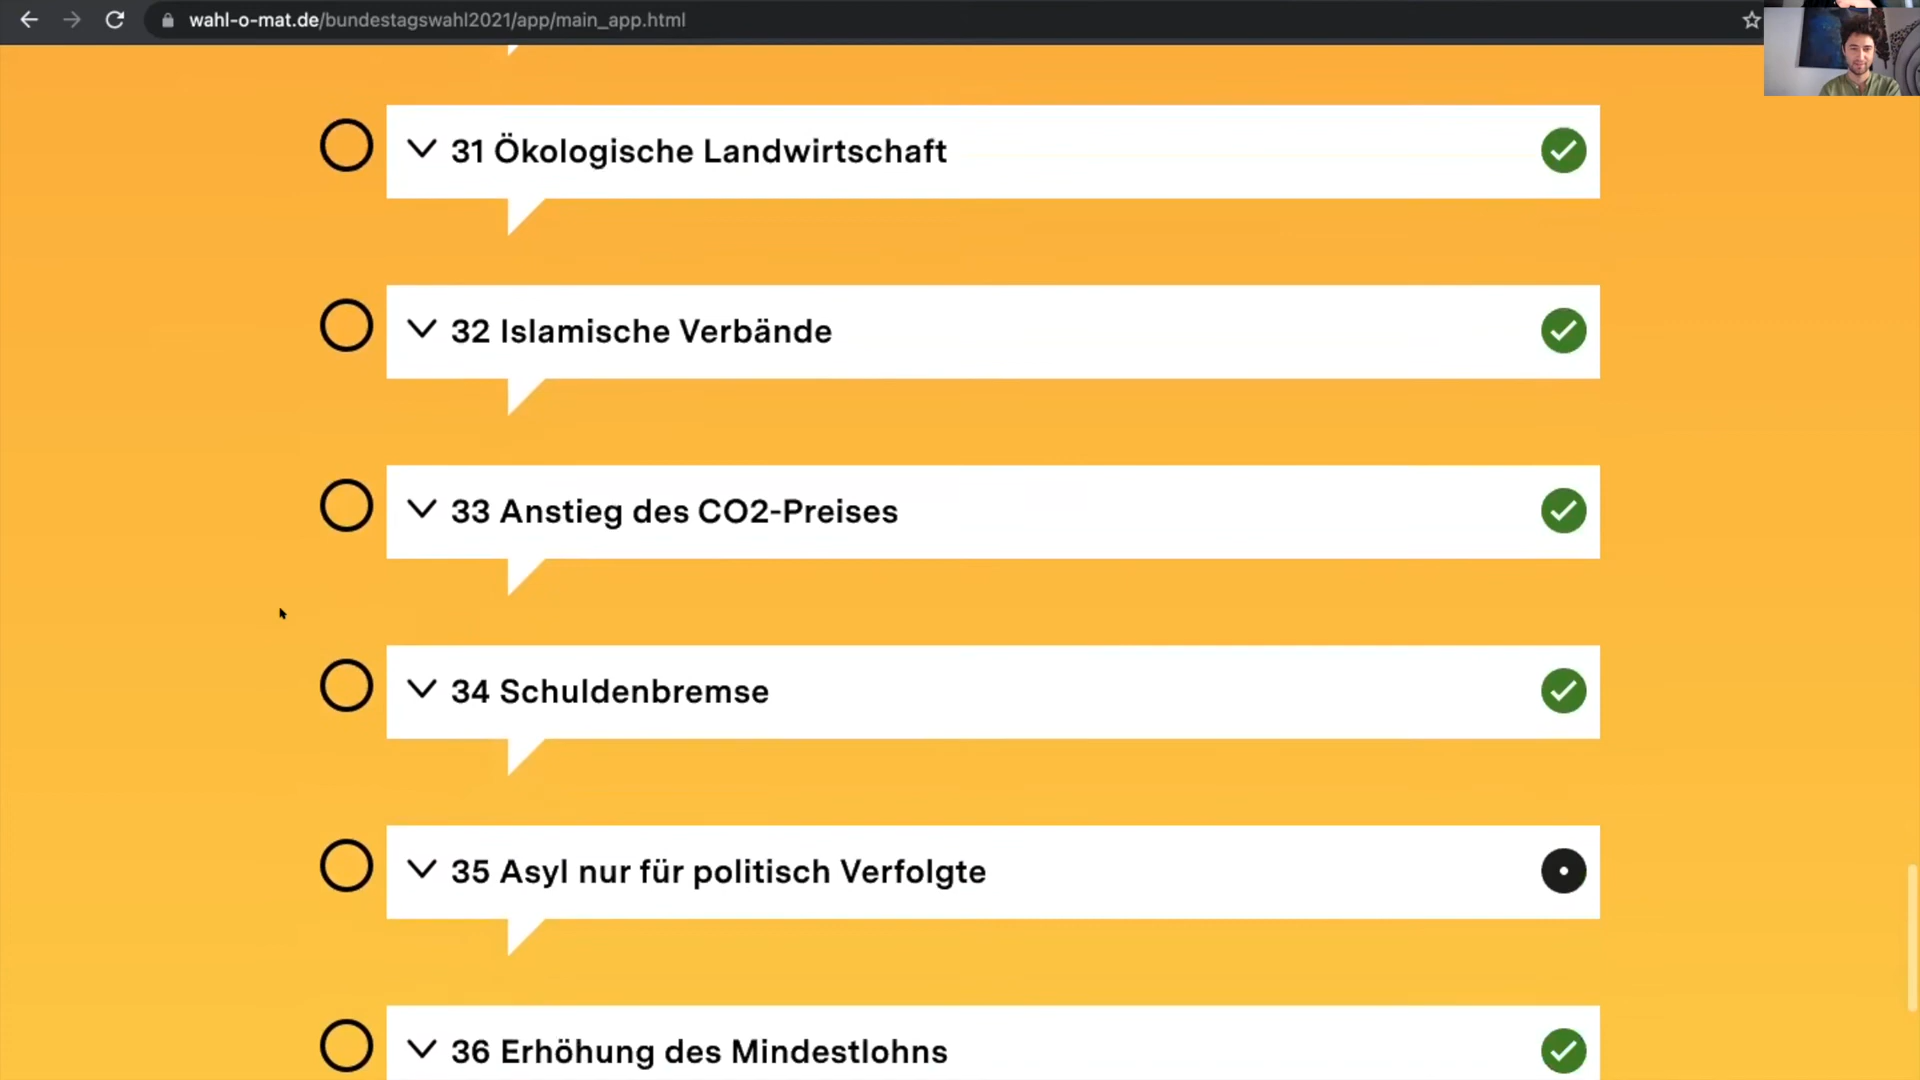 wahl-o-mat.de/bundestagswahl2021/app/main_app.html
31 Ökologische Landwirtschaft
32 Islamische Verbände
33 Anstieg des CO2-Preises
34 Schuldenbremse
35 Asyl nur für politisch Verfolgte
36 Erhöhung des Mindestlohns